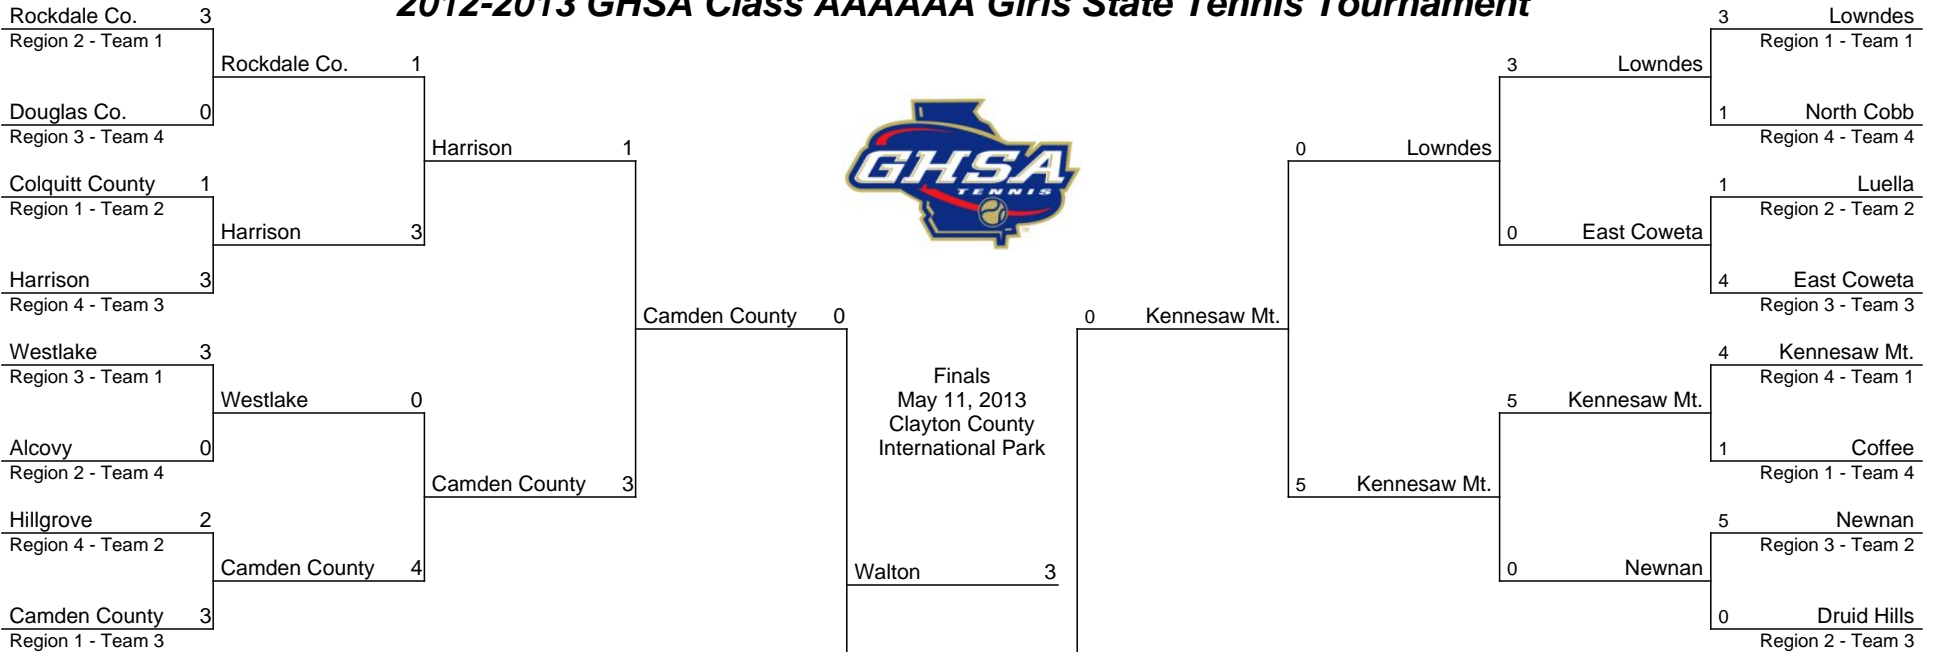 2012-2013 GHSA Class AAAAAA Girls State Tennis Tournament
Rockdale Co. 3
Region 2 - Team 1
Rockdale Co. 1
Douglas Co. 0
Region 3 - Team 4
Harrison 1
Colquitt County 1
Region 1 - Team 2
Harrison 3
Harrison 3
Region 4 - Team 3
Camden County 0
Westlake 3
Region 3 - Team 1
Westlake 0
Alcovy 0
Region 2 - Team 4
Camden County 3
Hillgrove 2
Region 4 - Team 2
Camden County 4
Camden County 3
Region 1 - Team 3
GHSA
TENNIS
Finals
May 11, 2013
Clayton County
International Park
Walton 3
3 Lowndes
Region 1 - Team 1
3 Lowndes
1 North Cobb
Region 4 - Team 4
0 Lowndes
1 Luella
Region 2 - Team 2
0 East Coweta
4 East Coweta
Region 3 - Team 3
0 Kennesaw Mt.
4 Kennesaw Mt.
Region 4 - Team 1
5 Kennesaw Mt.
1 Coffee
Region 1 - Team 4
5 Kennesaw Mt.
5 Newnan
Region 3 - Team 2
0 Newnan
0 Druid Hills
Region 2 - Team 3